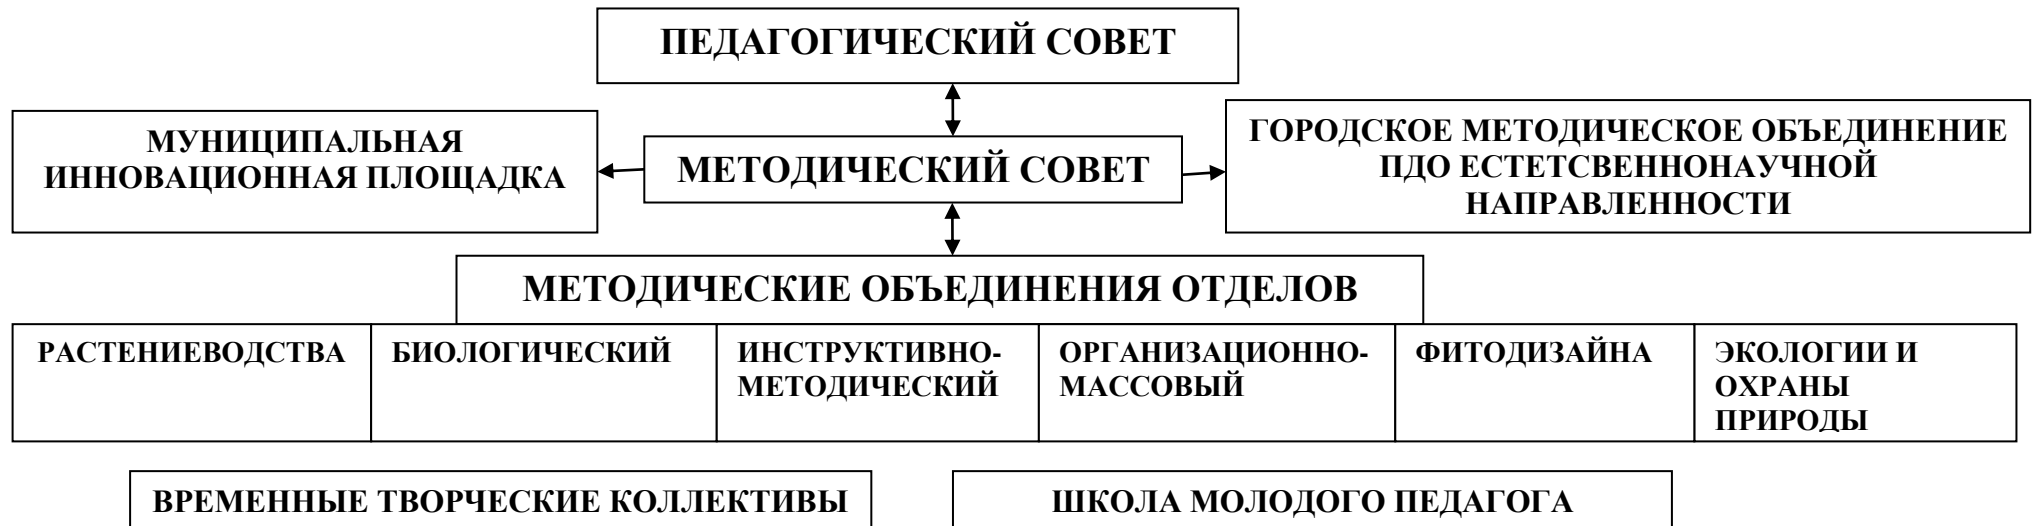 ПЕДАГОГИЧЕСКИЙ СОВЕТ
МУНИЦИПАЛЬНАЯ
ИННОВАЦИОННАЯ ПЛОЩАДКА
МЕТОДИЧЕСКИЙ СОВЕТ
ГОРОДСКОЕ МЕТОДИЧЕСКОЕ ОБЪЕДИНЕНИЕ
ПДО ЕСТЕТСВЕННОНАУЧНОЙ
НАПРАВЛЕННОСТИ
МЕТОДИЧЕСКИЕ ОБЪЕДИНЕНИЯ ОТДЕЛОВ
РАСТЕНИЕВОДСТВА
БИОЛОГИЧЕСКИЙ
ИНСТРУКТИВНО-
МЕТОДИЧЕСКИЙ
ОРГАНИЗАЦИОННО-
МАССОВЫЙ
ФИТОДИЗАЙНА
ЭКОЛОГИИ И
ОХРАНЫ
ПРИРОДЫ
ВРЕМЕННЫЕ ТВОРЧЕСКИЕ КОЛЛЕКТИВЫ
ШКОЛА МОЛОДОГО ПЕДАГОГА